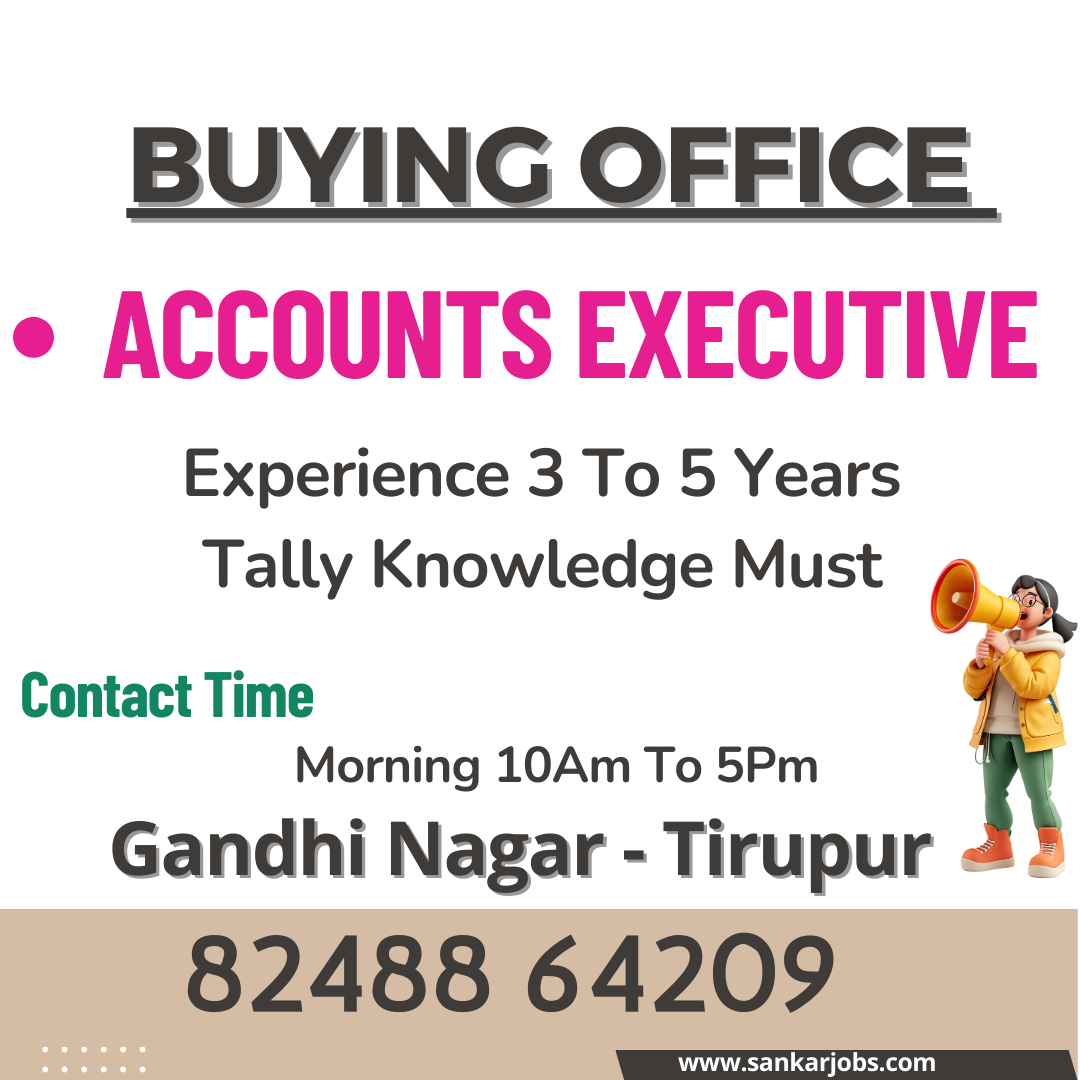 BUYING OFFICE
• ACCOUNTS EXECUTIVE
Experience 3 To 5 Years
Tally Knowledge Must
Contact Time
Morning 10Am To 5Pm
Gandhi Nagar - Tirupur
82488 64209
www.sankarjobs.com